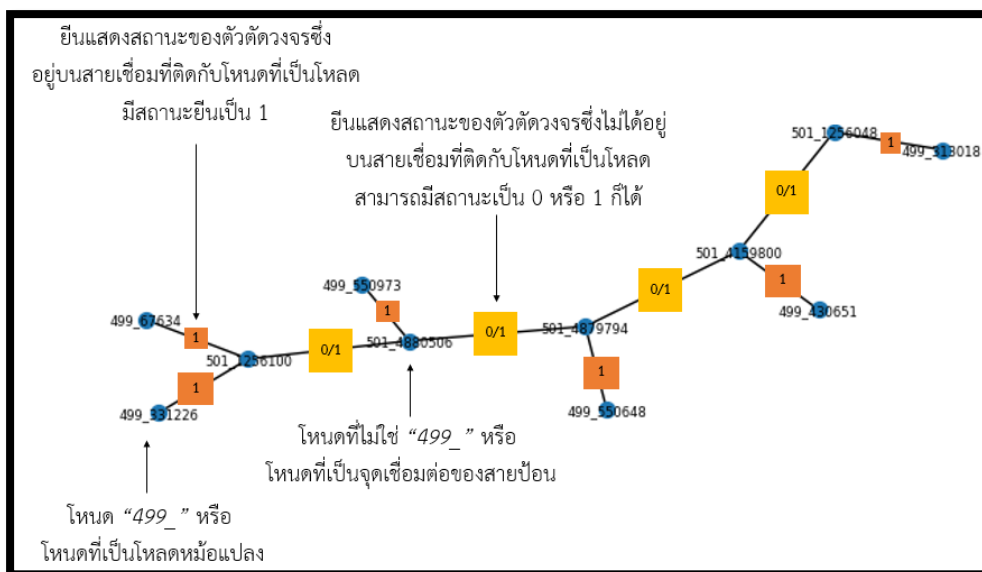 ยีนแสดงสถานะของตัวตัดวงจรซึ่ง
อยู่บนสายเชื่อมที่ติดกับโหนดที่เป็นโหลด
มีสถานะยีนเป็น 1
ยีนแสดงสถานะของตัวตัดวงจรซึ่งไม่ได้อยู่
บนสายเชื่อมที่ติดกับโหนดที่เป็นโหลด
สามารถมีสถานะเป็น 0 หรือ 1 ก็ได้
501_1256048
1
499_313018
0/1
501_4159800
1
499_430651
0/1
499_550973
1
499_67634
1
501_1256100
0/1
501_4880506
0/1
501_4879794
1
499_550648
1
499_331226
โหนดที่ไม่ใช่ “499_” หรือ
โหนดที่เป็นจุดเชื่อมต่อของสายป้อน
โหนด “499_” หรือ
โหนดที่เป็นโหลดหม้อแปลง